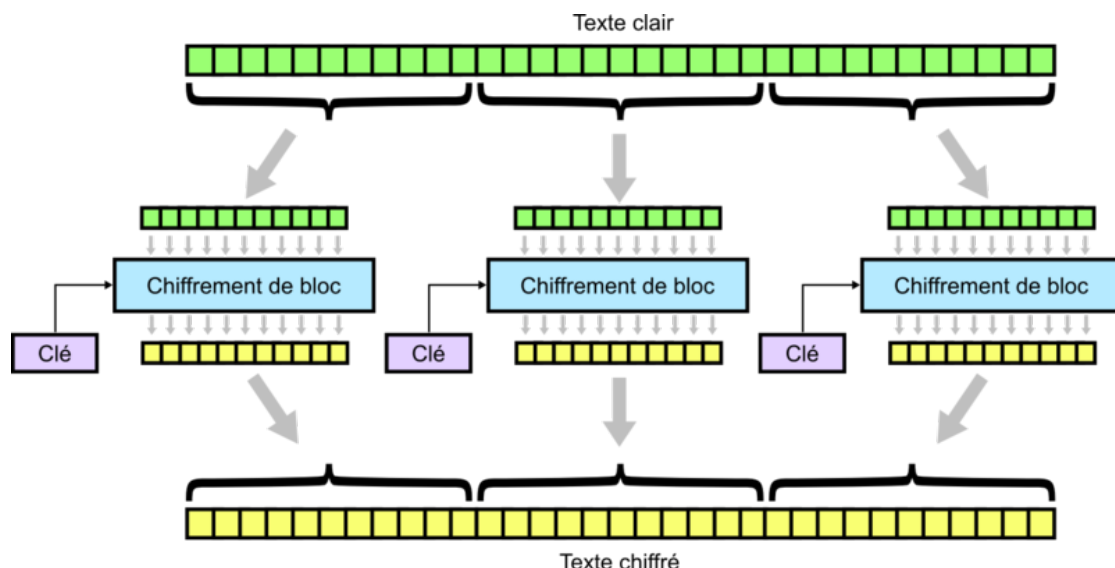 Texte clair
Chiffrement de bloc
Chiffrement de bloc
Chiffrement de bloc
Clé
Clé
Clé
Texte chiffré